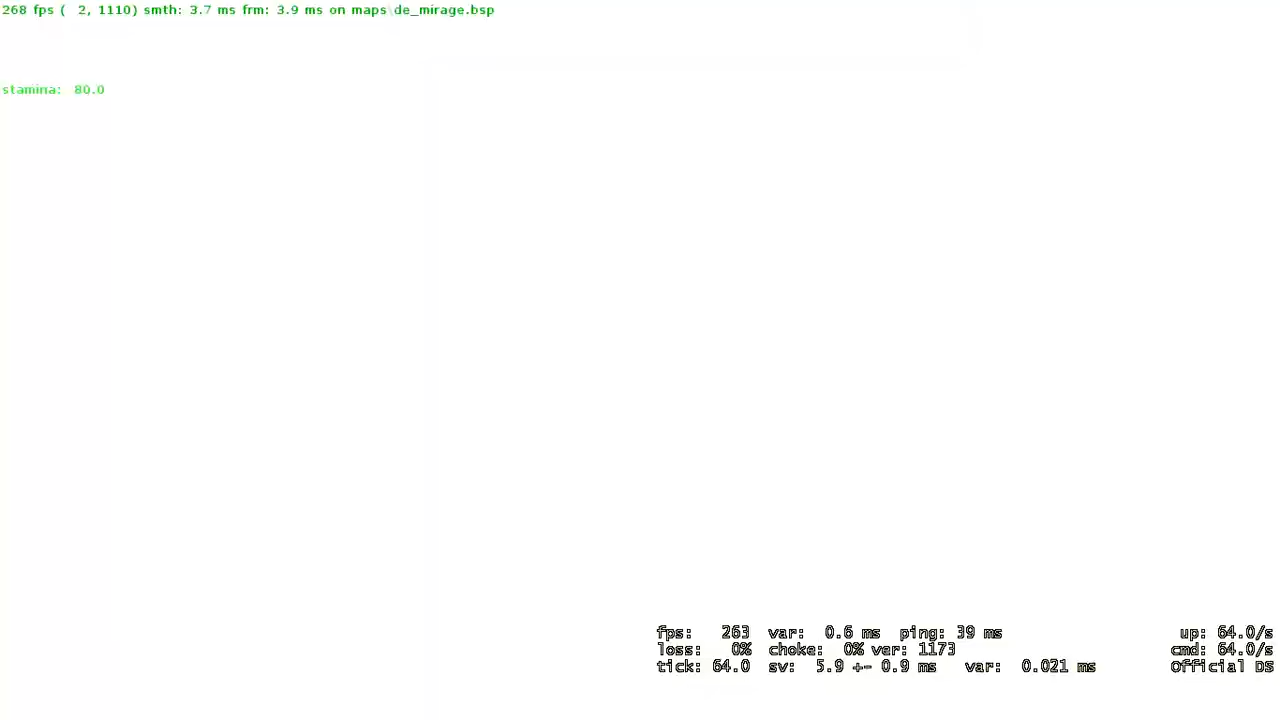 268 fps ( 2, 1110) smth: 3.7 ms frm: 3.9 ms on maps\de_mirage.bsp
stamina: 80.0
fps: 263 var: 0.6 ms ping: 39 ms up: 64.0/s
loss: 0% choke: 0% ver: 1173 cmd: 64.0/s
tick: 64.0 sv: 5.9 +- 0.9 ms var: 0.021 ms Official DS